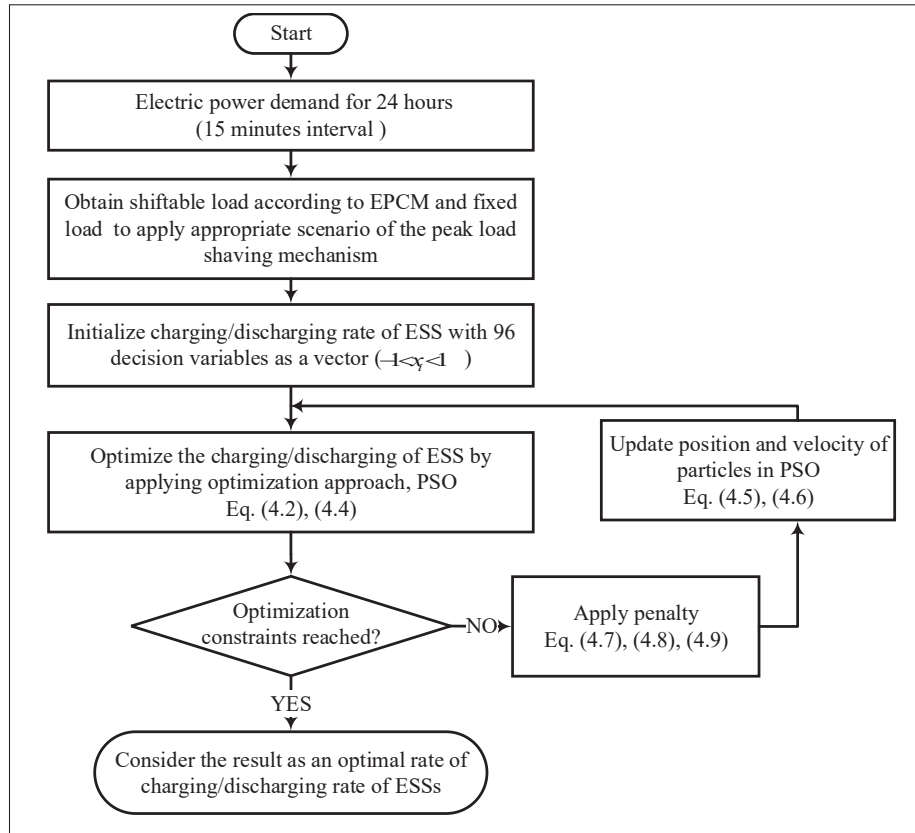 Start
Electric power demand for 24 hours
(15 minutes interval )
Obtain shiftable load according to EPCM and fixed
load to apply appropriate scenario of the peak load
shaving mechanism
Initialize charging/discharging rate of ESS with 96
decision variables as a vector (-1<x<1 )
Optimize the charging/discharging of ESS by
applying optimization approach, PSO
Eq. (4.2), (4.4)
Update position and velocity of
particles in PSO
Eq. (4.5), (4.6)
Optimization
constraints reached?
NO
Apply penalty
Eq. (4.7), (4.8), (4.9)
YES
Consider the result as an optimal rate of
charging/discharging rate of ESSs